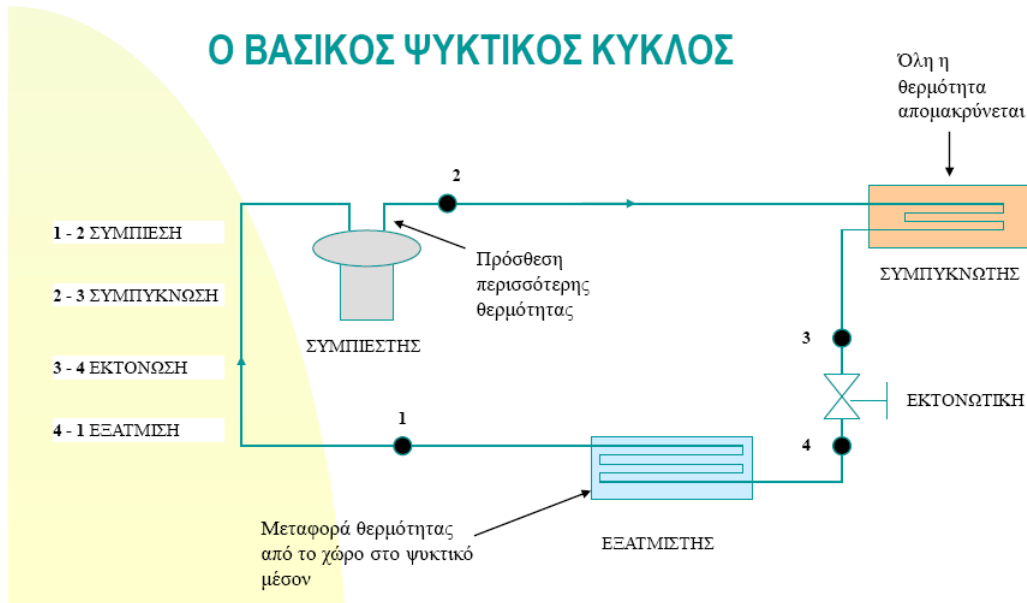 Ο ΒΑΣΙΚΟΣ ΨΥΚΤΙΚΟΣ ΚΥΚΛΟΣ
Όλη η
θερμότητα
απομακρύνεται
2
1 - 2 ΣΥΜΠΙΕΣΗ
Πρόσθεση
περισσότερης
θερμότητας
ΣΥΜΠΥΚΝΩΤΗΣ
2 - 3 ΣΥΜΠΥΚΝΩΣΗ
ΣΥΜΠΙΕΣΤΗΣ
3
3 - 4 ΕΚΤΟΝΩΣΗ
ΕΚΤΟΝΩΤΙΚΗ
1
4
4 - 1 ΕΞΑΤΜΙΣΗ
Μεταφορά θερμότητας
από το χώρο στο ψυκτικό
μέσον
ΕΞΑΤΜΙΣΤΗΣ